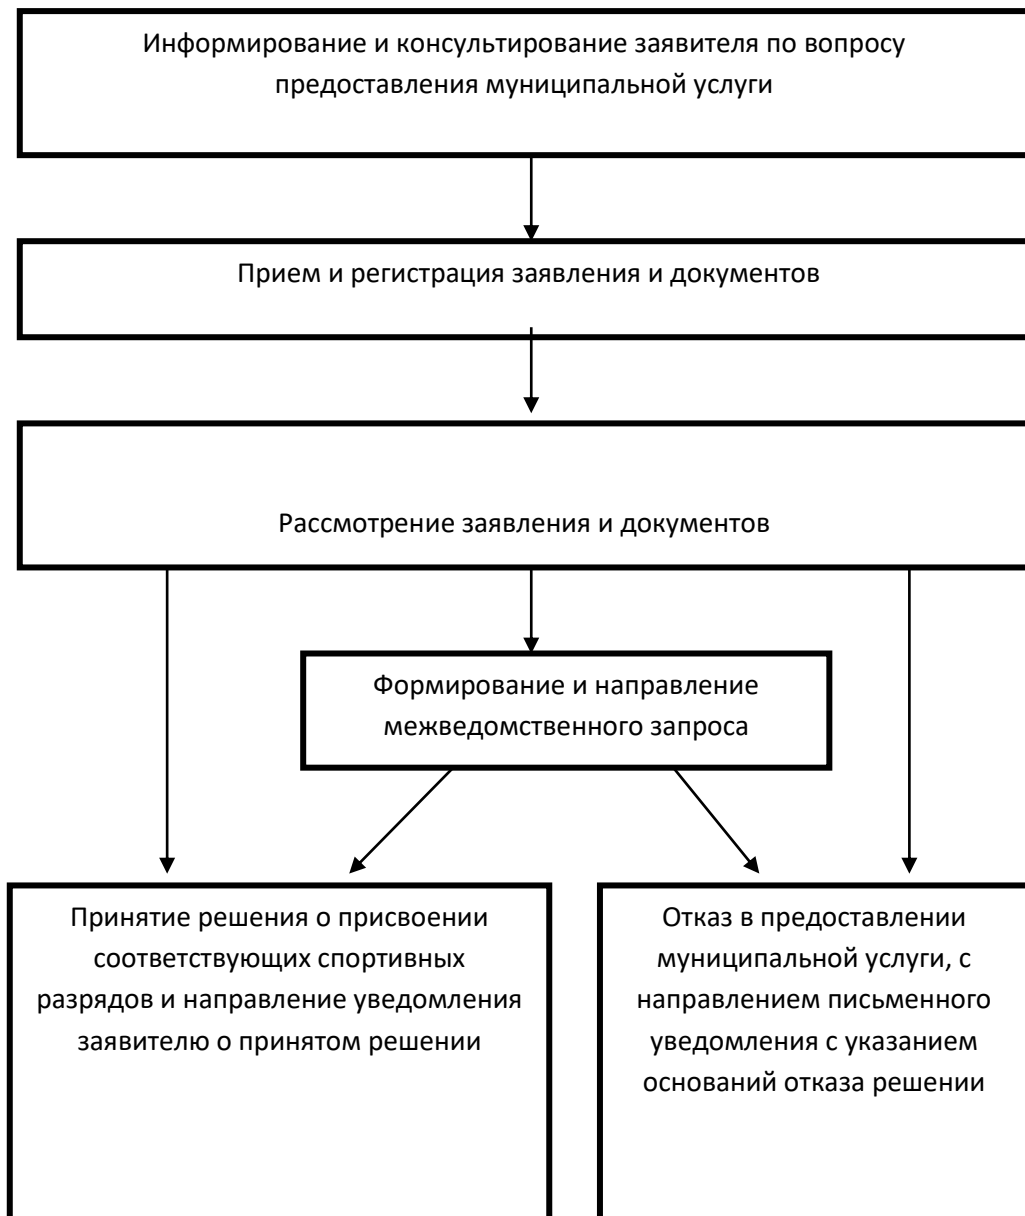 Информирование и консультирование заявителя по вопросу
предоставления муниципальной услуги
Прием и регистрация заявления и документов
Рассмотрение заявления и документов
Формирование и направление
межведомственного запроса
Принятие решения о присвоении
соответствующих спортивных
разрядов и направление уведомления
заявителю о принятом решении
Отказ в предоставлении
муниципальной услуги, с
направлением письменного
уведомления с указанием
оснований отказа решении